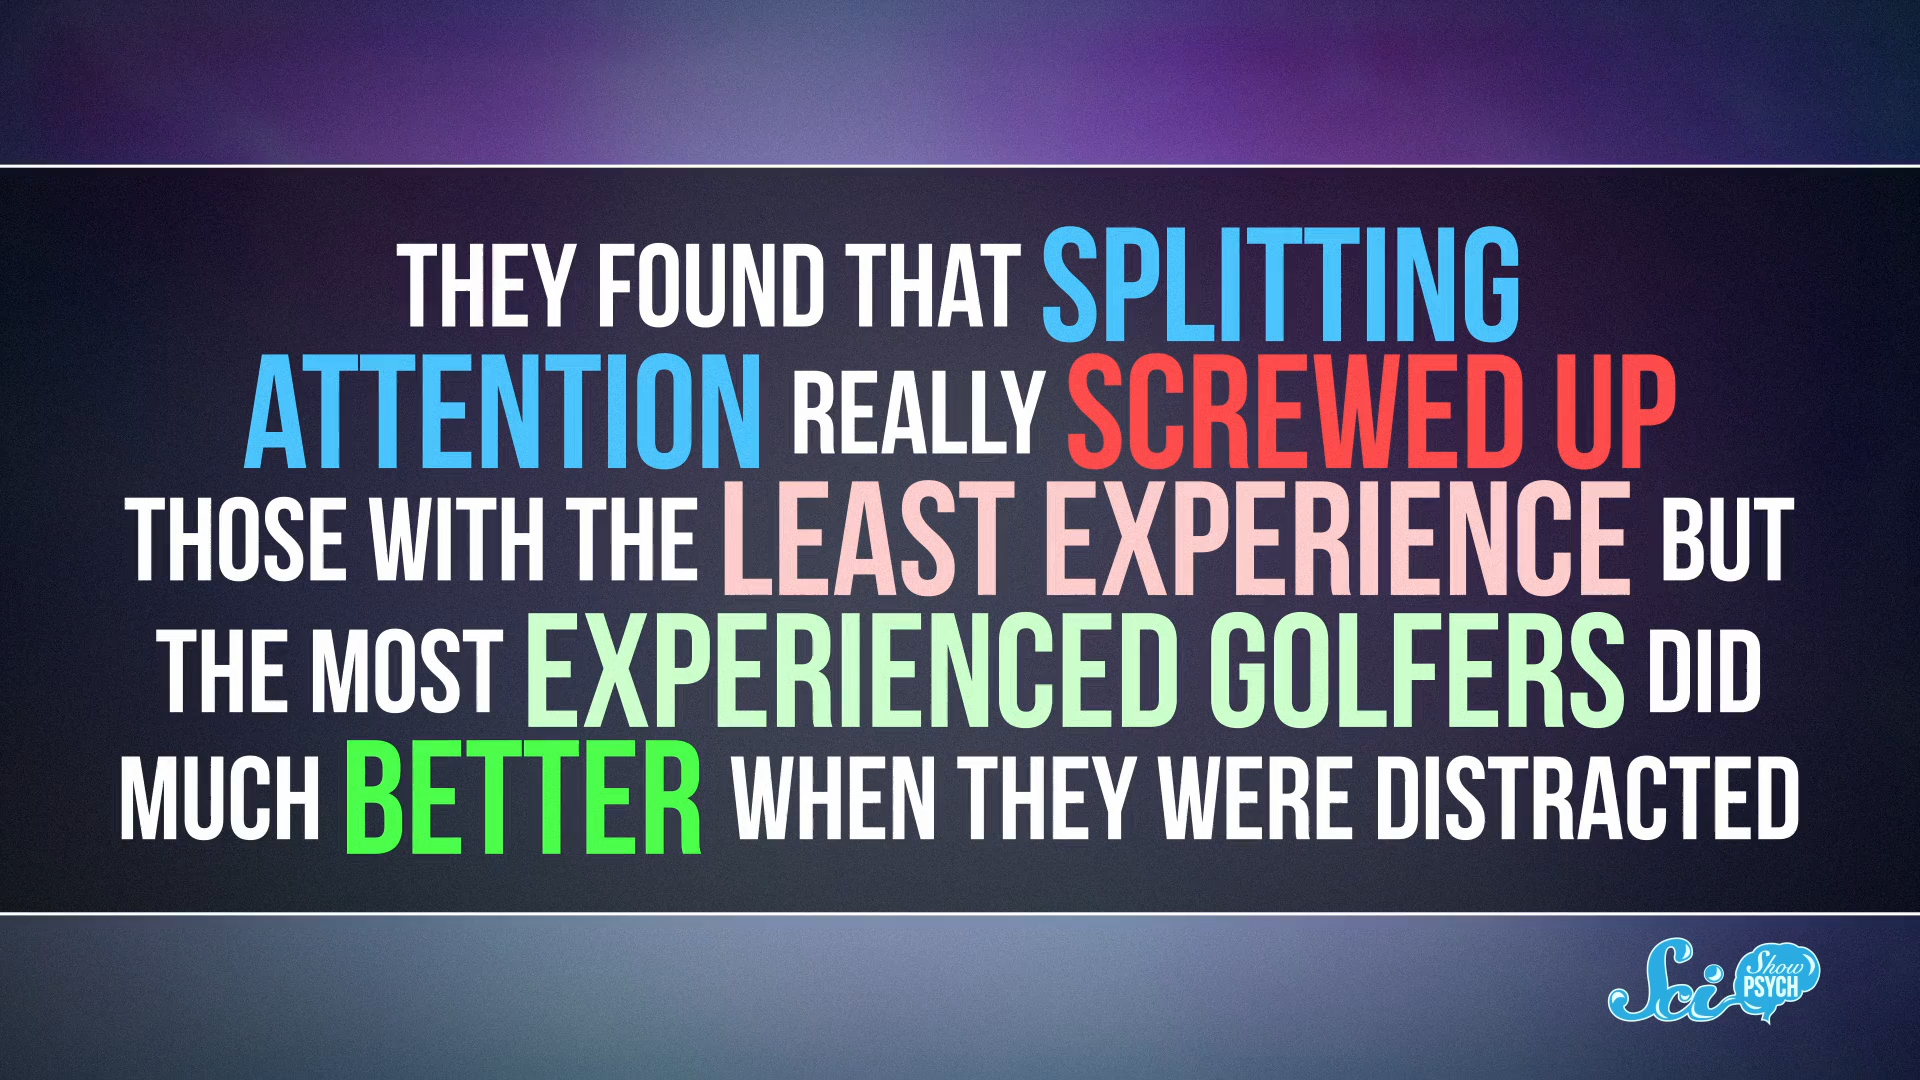 THEY FOUND THAT SPLITTING
ATTENTION REALLY SCREWED UP
THOSE WITH THE LEAST EXPERIENCE BUT
THE MOST EXPERIENCED GOLFERS DID
MUCH BETTER WHEN THEY WERE DISTRACTED
Sci Show
PSYCH